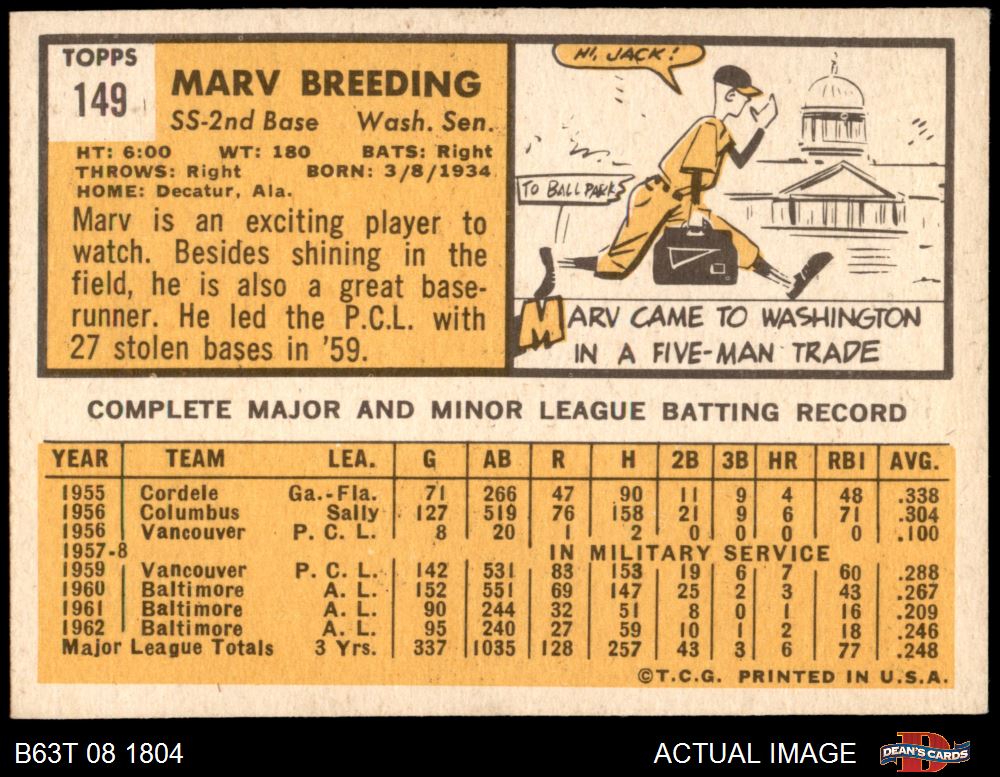 TOPPS
149
MARV BREEDING
SS-2nd Base Wash. Sen.
HT: 6:00 WT: 180 BATS: Right
THROWS: Right BORN: 3/8/1934
HOME: Decatur, Ala.
Marv is an exciting player to
watch. Besides shining in the
field, he is also a great base-
runner. He led the P.C.L. with
27 stolen bases in '59.
HI, JACK!
TO BALL PARKS
MARV CAME TO WASHINGTON
IN A FIVE-MAN TRADE
COMPLETE MAJOR AND MINOR LEAGUE BATTING RECORD
YEAR TEAM LEA. G AB R H 2B 3B HR RBI AVG.
1955 Cordele Ga.-Fla. 71 266 47 90 11 9 4 48 .338
1956 Columbus Sally 127 519 76 158 21 9 6 71 .304
1956 Vancouver P. C. L. 8 20 1 2 0 0 0 0 .100
1957-8 IN MILITARY SERVICE
1959 Vancouver P. C. L. 142 531 83 153 19 6 7 60 .288
1960 Baltimore A. L. 152 551 69 147 25 2 3 43 .267
1961 Baltimore A. L. 90 244 32 51 8 0 1 16 .209
1962 Baltimore A. L. 95 240 27 59 10 1 2 18 .246
Major League Totals 3 Yrs. 337 1035 128 257 43 3 6 77 .248
©T.C.G. PRINTED IN U.S.A.
B63T 08 1804
ACTUAL IMAGE
DEAN'S CARDS